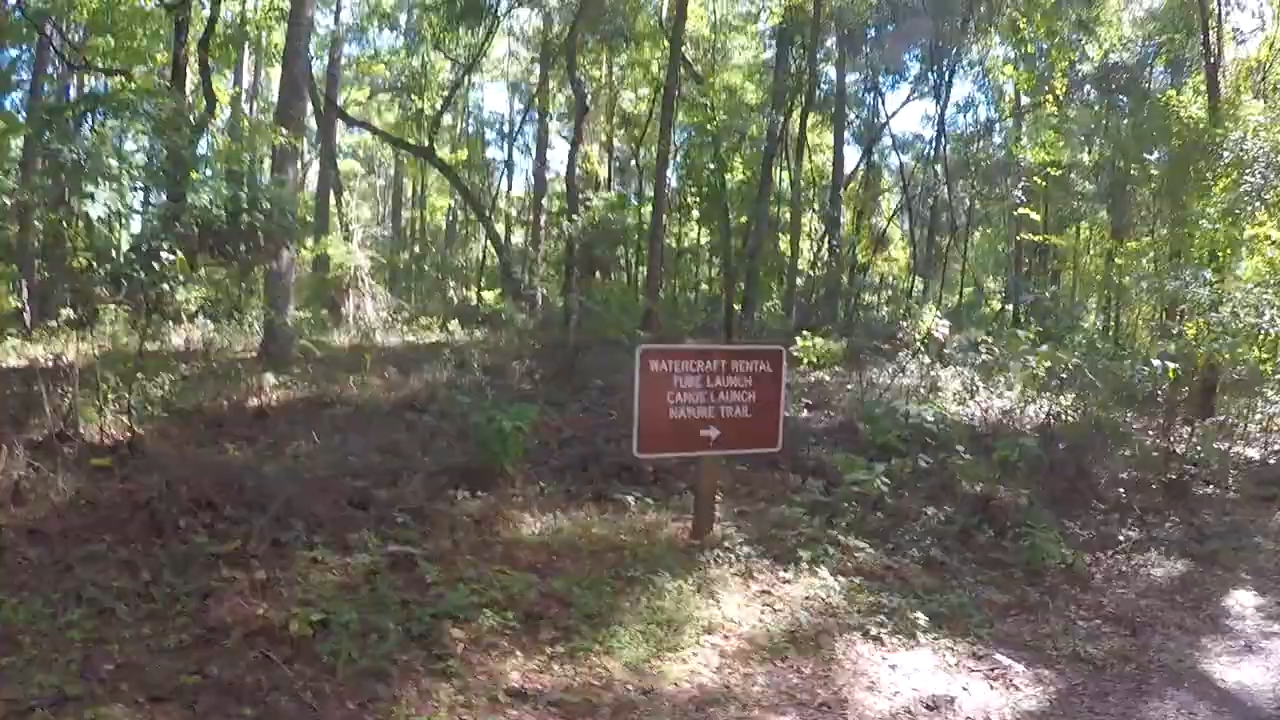 WATERCRAFT RENTAL
TUBE LAUNCH
CANOE LAUNCH
NATURE TRAIL